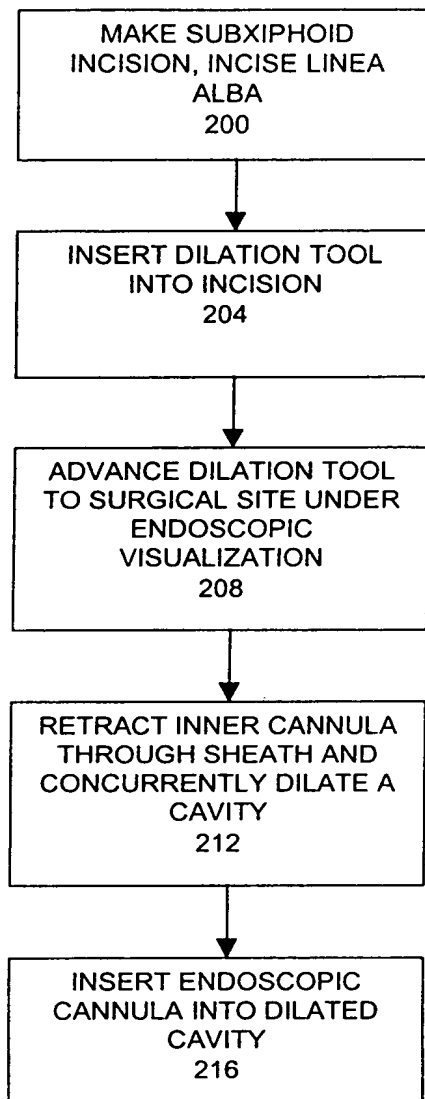 MAKE SUBXIPHOID
INCISION, INCISE LINEA
ALBA
200
INSERT DILATION TOOL
INTO INCISION
204
ADVANCE DILATION TOOL
TO SURGICAL SITE UNDER
ENDOSCOPIC
VISUALIZATION
208
RETRACT INNER CANNULA
THROUGH SHEATH AND
CONCURRENTLY DILATE A
CAVITY
212
INSERT ENDOSCOPIC
CANNULA INTO DILATED
CAVITY
216